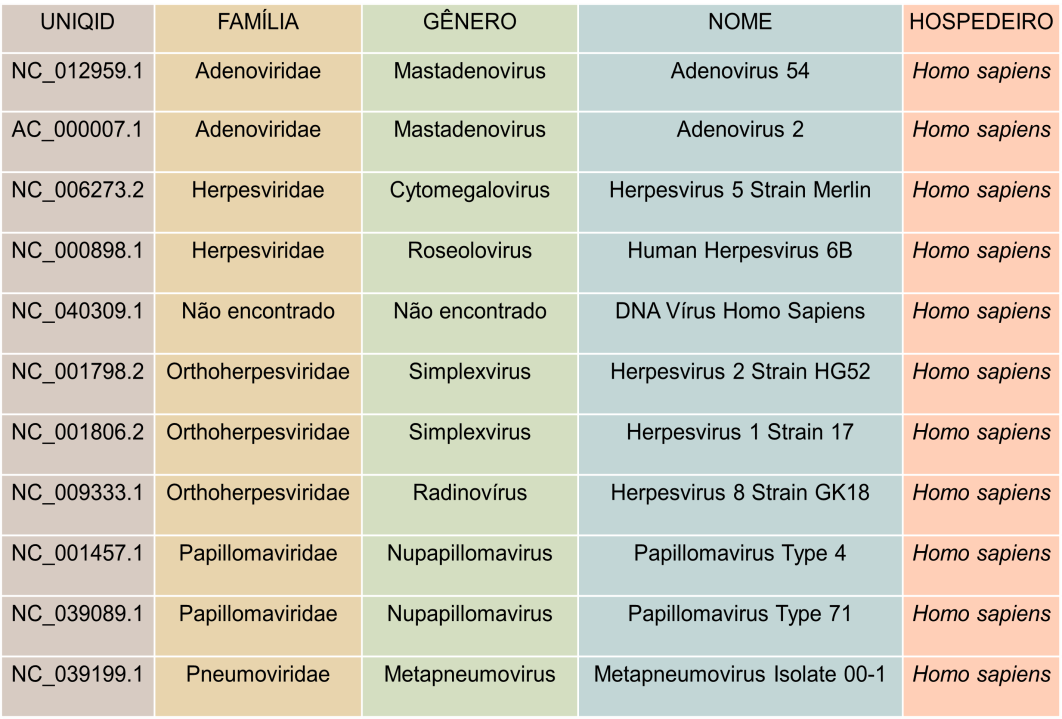 UNIQID FAMÍLIA GÊNERO NOME HOSPEDEIRO
NC_012959.1 Adenoviridae Mastadenovirus Adenovirus 54 Homo sapiens
AC_000007.1 Adenoviridae Mastadenovirus Adenovirus 2 Homo sapiens
NC_006273.2 Herpesviridae Cytomegalovirus Herpesvirus 5 Strain Merlin Homo sapiens
NC_000898.1 Herpesviridae Roseolovirus Human Herpesvirus 6B Homo sapiens
NC_040309.1 Não encontrado Não encontrado DNA Vírus Homo Sapiens Homo sapiens
NC_001798.2 Orthoherpesviridae Simplexvirus Herpesvirus 2 Strain HG52 Homo sapiens
NC_001806.2 Orthoherpesviridae Simplexvirus Herpesvirus 1 Strain 17 Homo sapiens
NC_009333.1 Orthoherpesviridae Radinovírus Herpesvirus 8 Strain GK18 Homo sapiens
NC_001457.1 Papillomaviridae Nupapillomavirus Papillomavirus Type 4 Homo sapiens
NC_039089.1 Papillomaviridae Nupapillomavirus Papillomavirus Type 71 Homo sapiens
NC_039199.1 Pneumoviridae Metapneumovirus Metapneumovirus Isolate 00-1 Homo sapiens